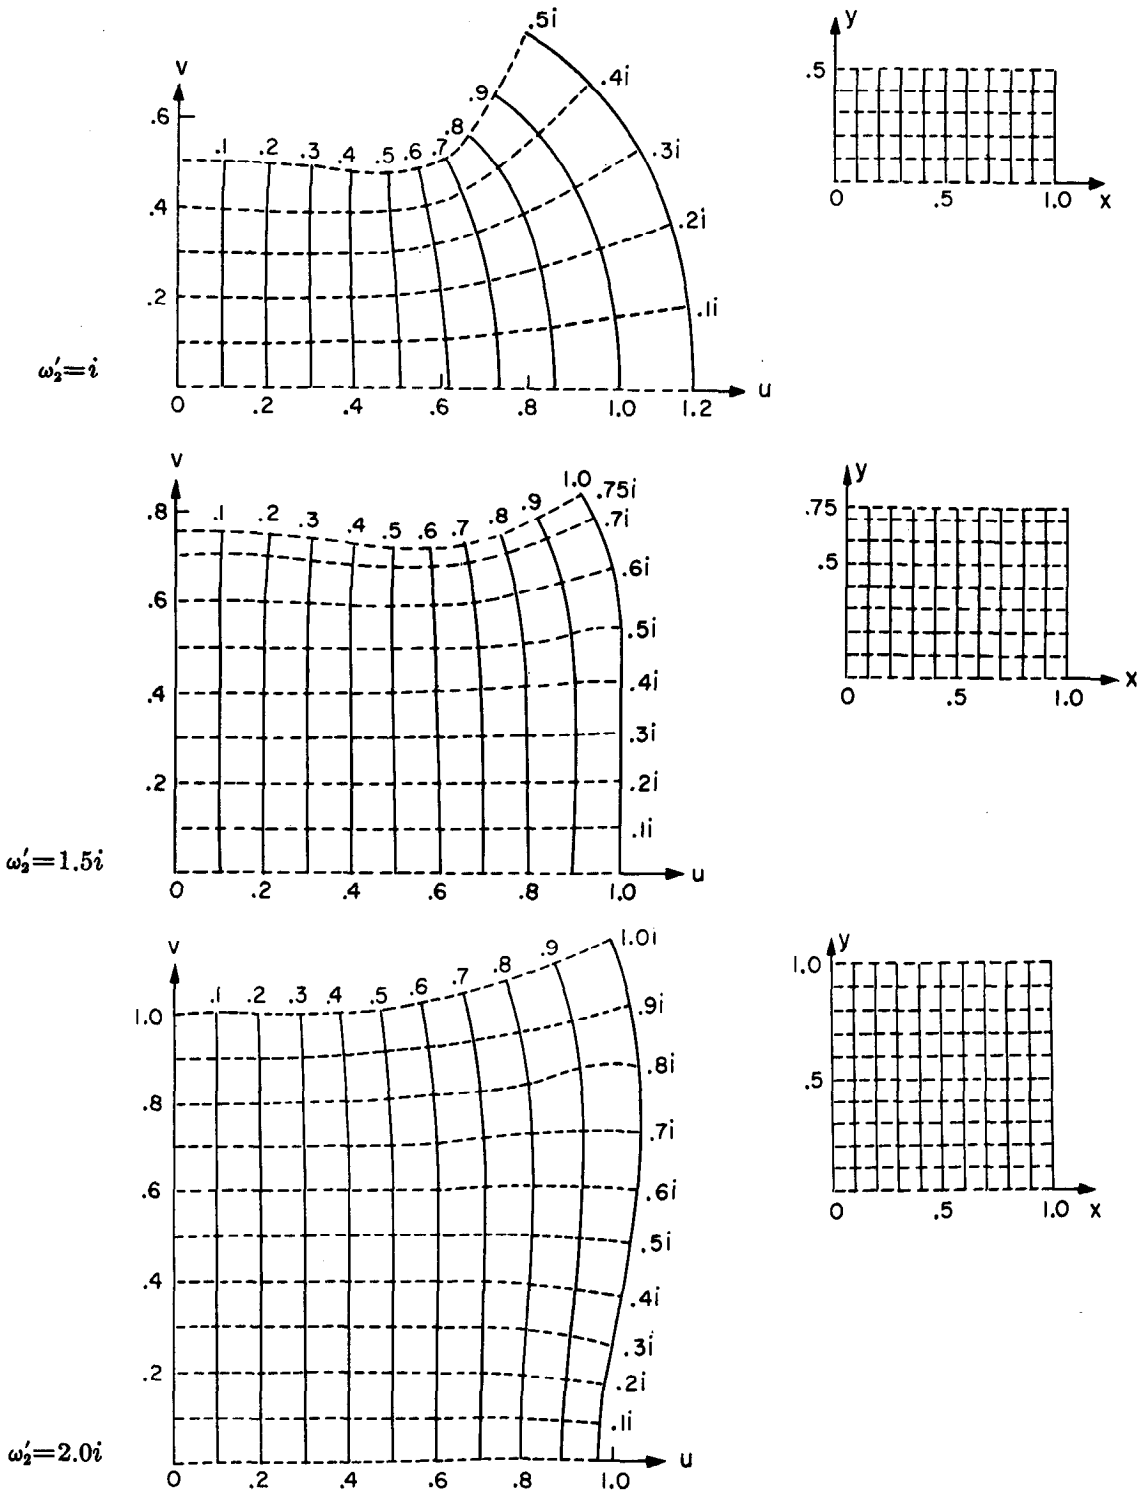 .5i
y
v
.4i
.5
.9
.6
.8
.1 .2 .3 .4 .5 .6 .7
.3i
0 .5 1.0 x
.4
.2i
.2
.1i
ω₂′=i
0 .2 .4 .6 .8 1.0 1.2 u
v
y
1.0 .75i
.8 .1 .2 .3 .4 .5 .6 .7 .8 .9
.7i
.75
.6i
.5
.6
.5i
.4
.4i
x
0 .5 1.0
.3i
.2
.2i
.1i
ω₂′=1.5i
0 .2 .4 .6 .8 1.0 u
v
y
1.0i
.1 .2 .3 .4 .5 .6 .7 .8 .9
1.0
1.0
.9i
.8i
.5
.8
.7i
.6
.6i
0 .5 1.0 x
.5i
.4
.4i
.3i
.2
.2i
.1i
ω₂′=2.0i
0 .2 .4 .6 .8 1.0 u